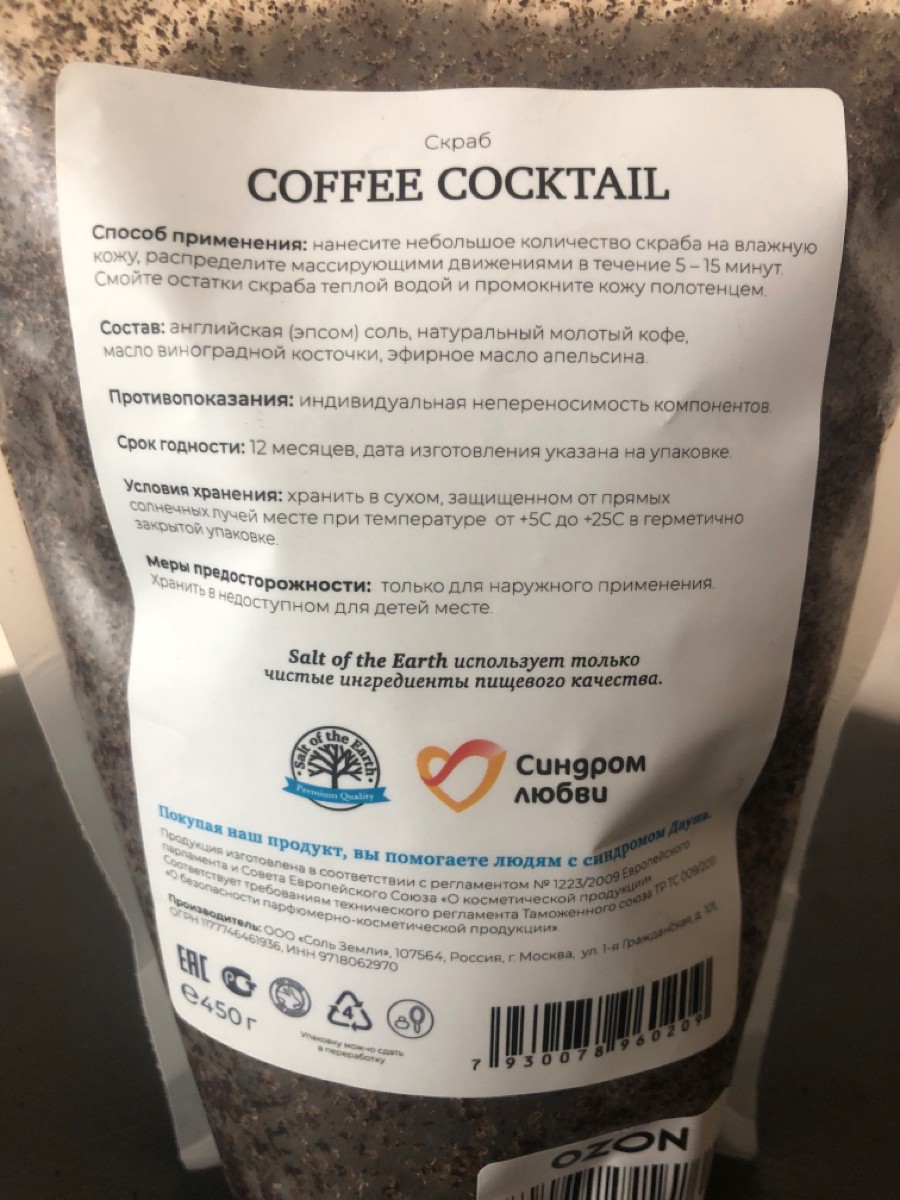 Скраб
COFFEE COCKTAIL
Способ применения: нанесите небольшое количество скраба на влажную
кожу, распределите массирующими движениями в течение 5 – 15 минут.
Смойте остатки скраба теплой водой и промокните кожу полотенцем.
Состав: английская (эпсом) соль, натуральный молотый кофе,
масло виноградной косточки, эфирное масло апельсина.
Противопоказания: индивидуальная непереносимость компонентов.
Срок годности: 12 месяцев, дата изготовления указана на упаковке.
Условия хранения: хранить в сухом, защищенном от прямых
солнечных лучей месте при температуре от +5С до +25С в герметично
закрытой упаковке.
Меры предосторожности: только для наружного применения.
Хранить в недоступном для детей месте.
Salt of the Earth использует только
чистые ингредиенты пищевого качества.
Salt of the Earth
Premium Quality
Синдром
любви
Покупая наш продукт, вы помогаете людям с синдромом Дауна.
Продукция изготовлена в соответствии с регламентом № 1223/2009 Европейского
парламента и Совета Европейского Союза «О косметической продукции»
Соответствует требованиям технического регламента Таможенного союза ТР ТС 009/2011
«О безопасности парфюмерно-косметической продукции».
Производитель: ООО «Соль Земли», 107564, Россия, г. Москва, ул. 1-я Гражданская, д. 101,
ОГРН 1177746461936, ИНН 9718062970
EAC
РС
4
℮450 г
Упаковку можно сдать
в переработку
7 930078 960209
OZON